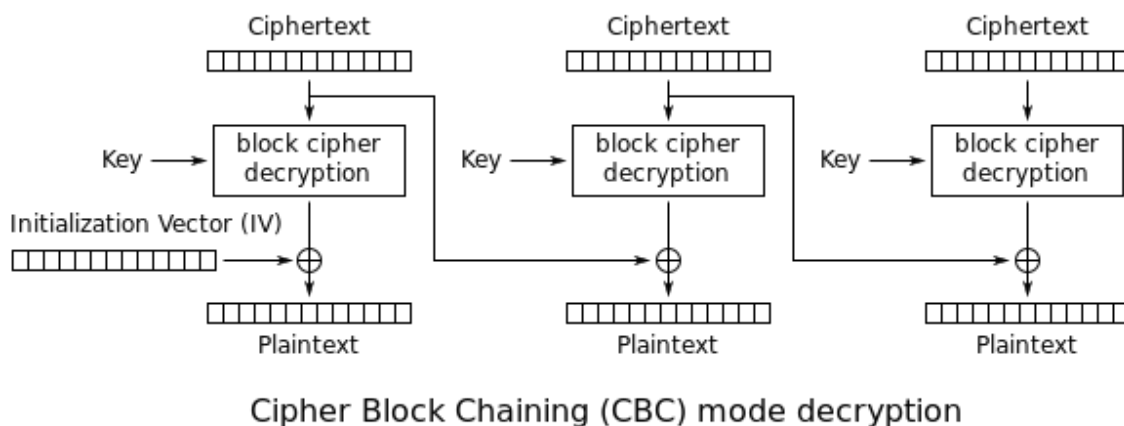 Ciphertext
Ciphertext
Ciphertext
Key
block cipher
decryption
Key
block cipher
decryption
Key
block cipher
decryption
Initialization Vector (IV)
Plaintext
Plaintext
Plaintext
Cipher Block Chaining (CBC) mode decryption